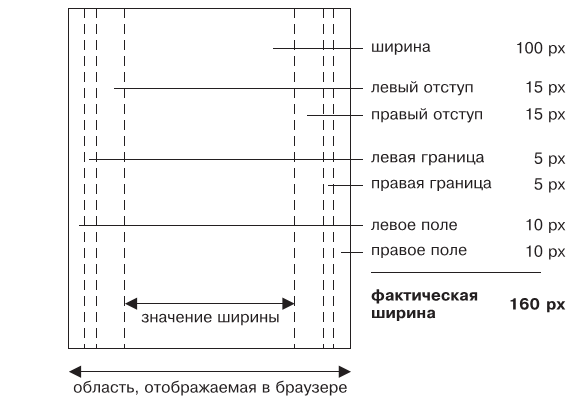 ширина 100 px
левый отступ 15 px
правый отступ 15 px
левая граница 5 px
правая граница 5 px
левое поле 10 px
правое поле 10 px
фактическая
ширина 160 px
значение ширины
область, отображаемая в браузере